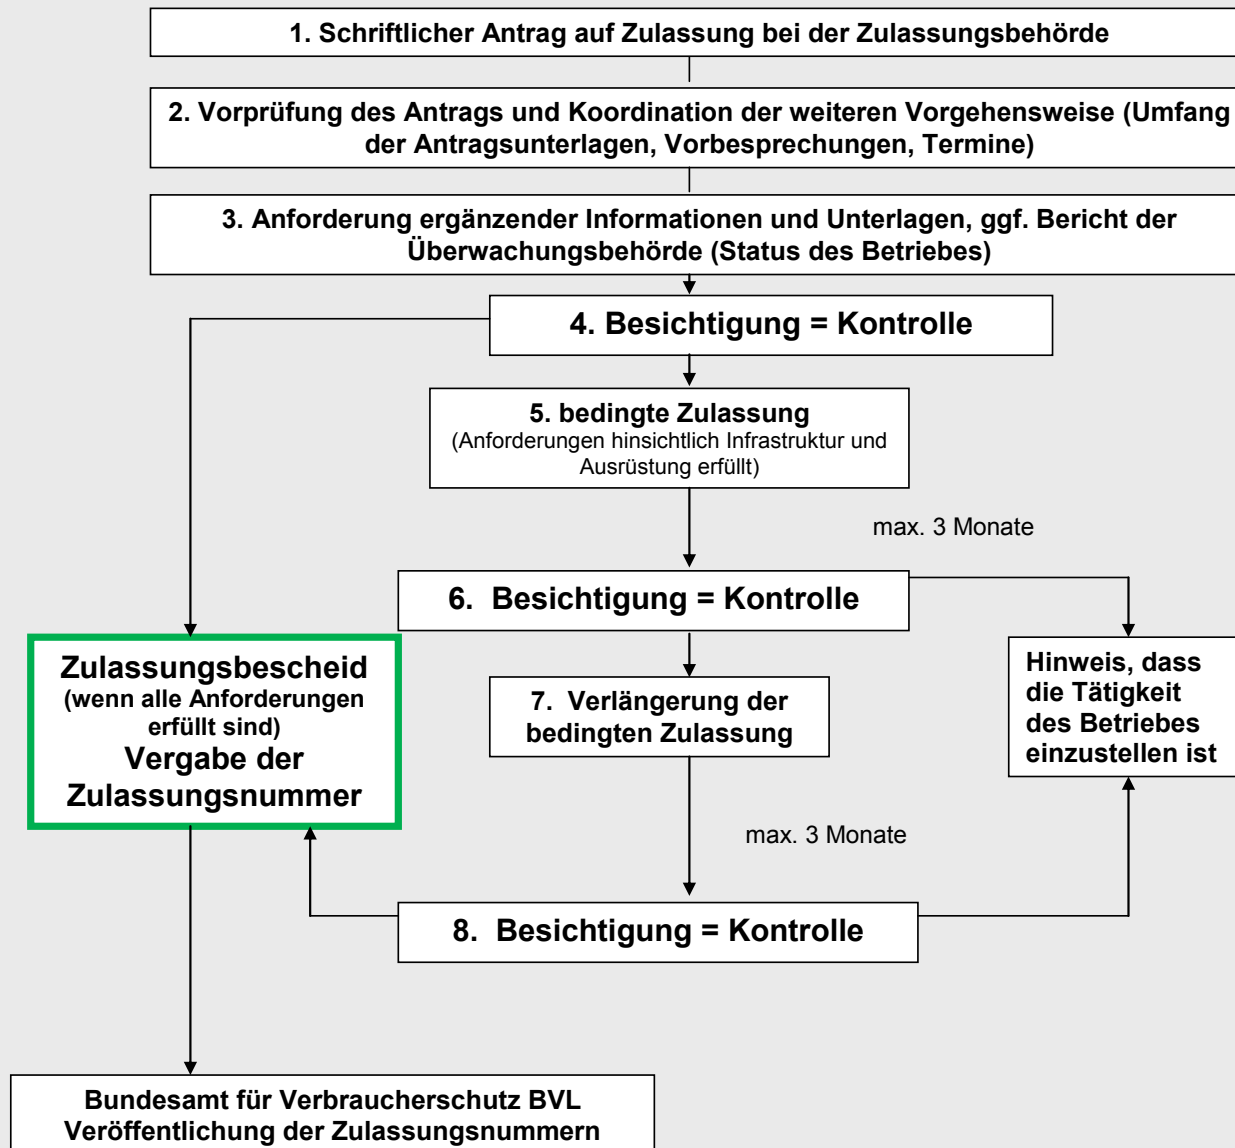 1. Schriftlicher Antrag auf Zulassung bei der Zulassungsbehörde
2. Vorprüfung des Antrags und Koordination der weiteren Vorgehensweise (Umfang
der Antragsunterlagen, Vorbesprechungen, Termine)
3. Anforderung ergänzender Informationen und Unterlagen, ggf. Bericht der
Überwachungsbehörde (Status des Betriebes)
4. Besichtigung = Kontrolle
5. bedingte Zulassung
(Anforderungen hinsichtlich Infrastruktur und
Ausrüstung erfüllt)
max. 3 Monate
6. Besichtigung = Kontrolle
Zulassungsbescheid
(wenn alle Anforderungen
erfüllt sind)
Vergabe der
Zulassungsnummer
7. Verlängerung der
bedingten Zulassung
Hinweis, dass
die Tätigkeit
des Betriebes
einzustellen ist
max. 3 Monate
8. Besichtigung = Kontrolle
Bundesamt für Verbraucherschutz BVL
Veröffentlichung der Zulassungsnummern